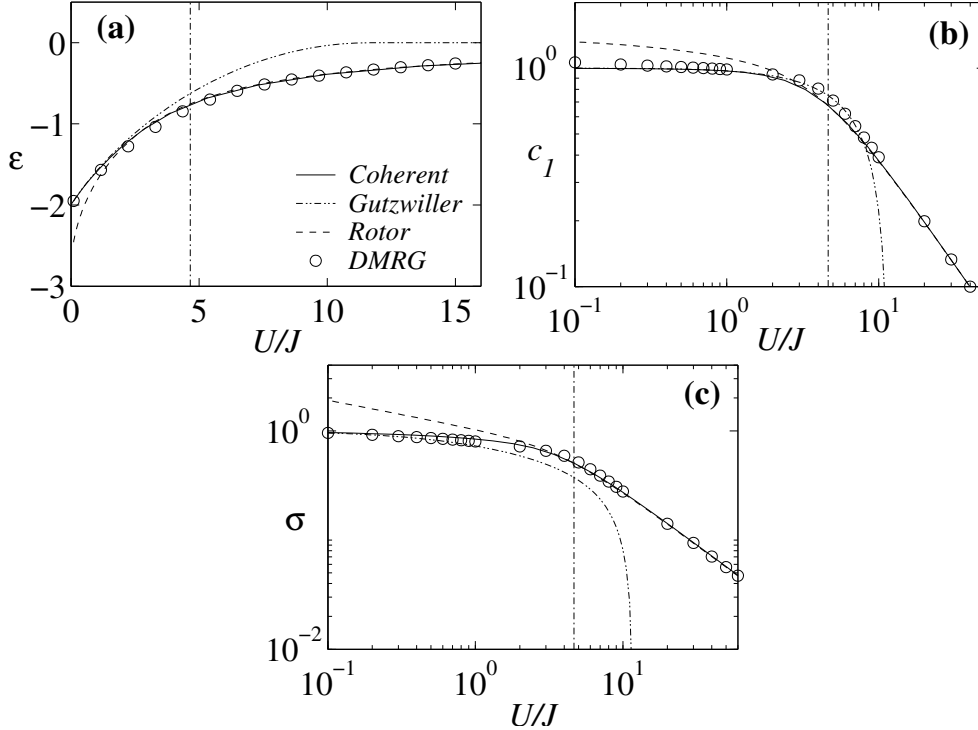 (a)
0
−1
−2
−3
ε
0
5
10
15
U/J
Coherent
Gutzwiller
Rotor
DMRG
(b)
10^0
10^-1
c_1
10^-1
10^0
10^1
U/J
(c)
10^0
10^-2
σ
10^-1
10^0
10^1
U/J